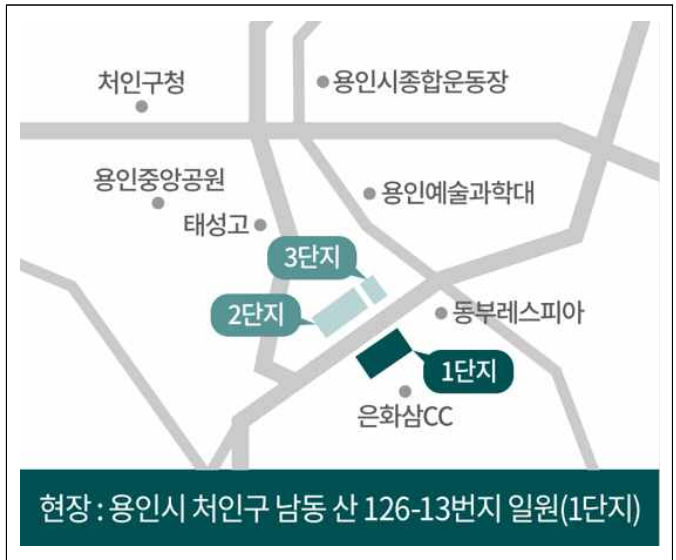 처인구청
용인시종합운동장
용인중앙공원
용인예술과학대
태성고
3단지
2단지
동부레스피아
1단지
은화삼CC
현장 : 용인시 처인구 남동 산 126-13번지 일원(1단지)